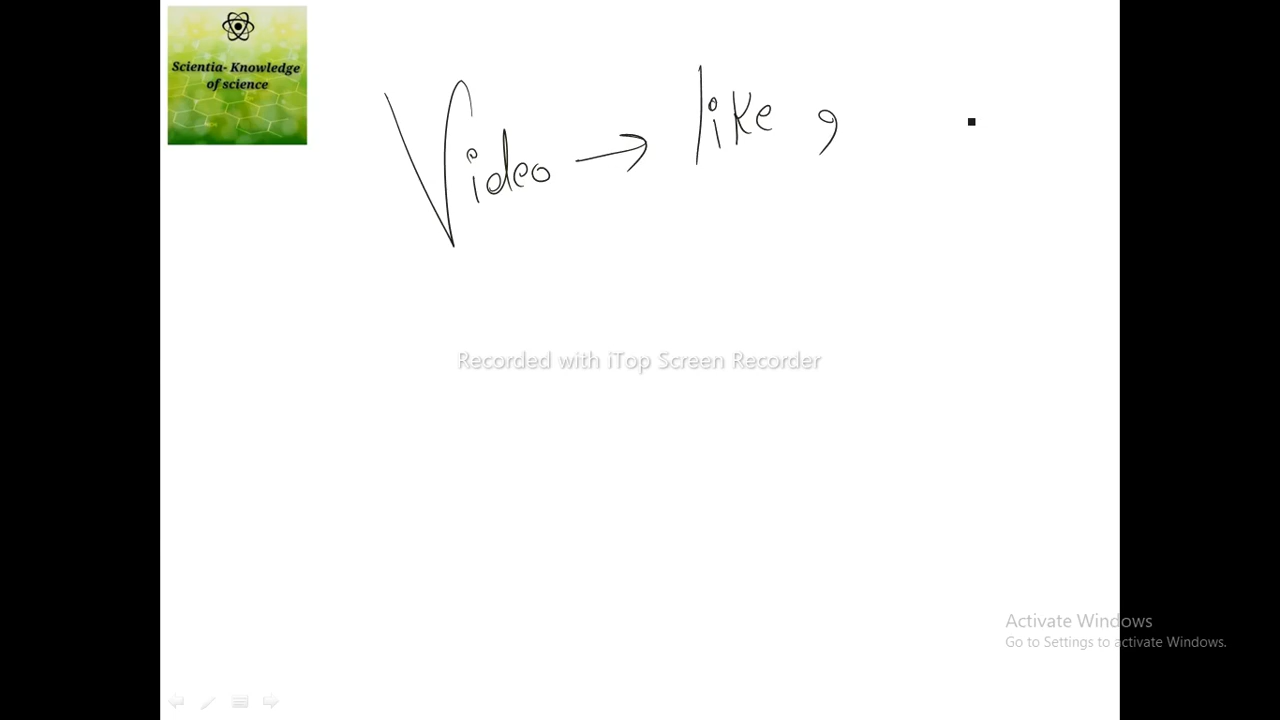 Scientia- Knowledge
of science
Video → like ,
Recorded with iTop Screen Recorder
Activate Windows
Go to Settings to activate Windows.